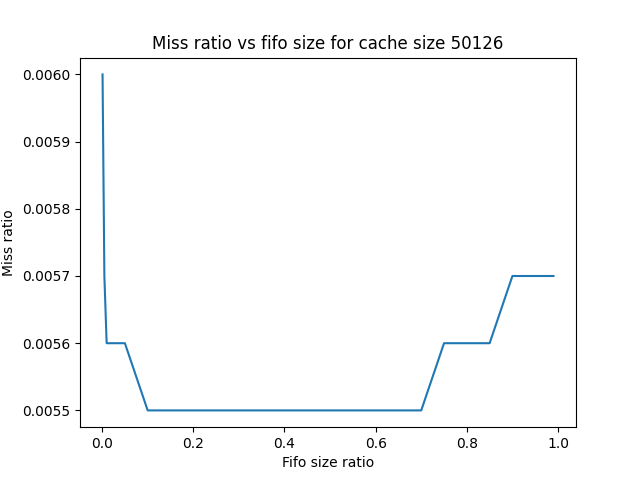 Miss ratio vs fifo size for cache size 50126
0.0060
0.0059
0.0058
0.0057
0.0056
0.0055
Miss ratio
0.0 0.2 0.4 0.6 0.8 1.0
Fifo size ratio